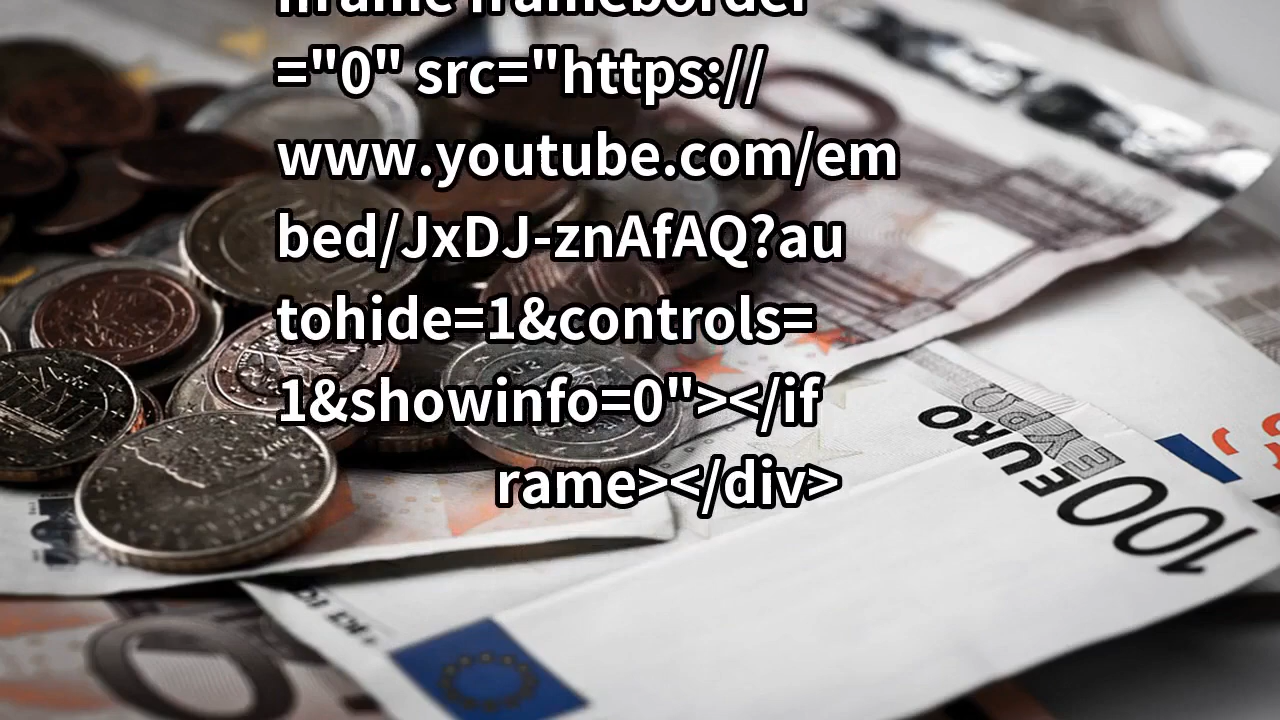 ="0" src="https://
www.youtube.com/em
bed/JxDJ-znAfAQ?au
tohide=1&controls=
1&showinfo=0"></if
rame></div>
EURO
ΕΥΡΩ
100